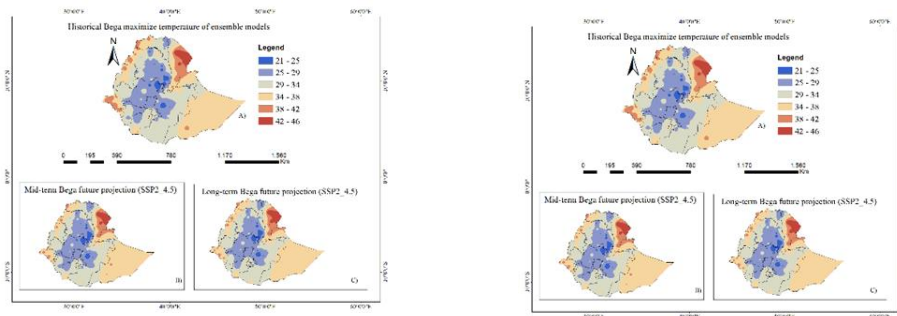 Historical Bega maximize temperature of ensemble models
N
Legend
21 - 25
25 - 29
29 - 34
34 - 38
38 - 42
42 - 46
A)
0 195 390 780 1.170 1.560
Km
Mid-term Bega future projection (SSP2_4.5)
B)
Long-term Bega future projection (SSP2_4.5)
C)
Historical Bega maximize temperature of ensemble models
N
Legend
21 - 25
25 - 29
29 - 34
34 - 38
38 - 42
42 - 46
A)
0 195 390 780 1.170 1.560
Km
Mid-term Bega future projection (SSP2_4.5)
B)
Long-term Bega future projection (SSP2_4.5)
C)